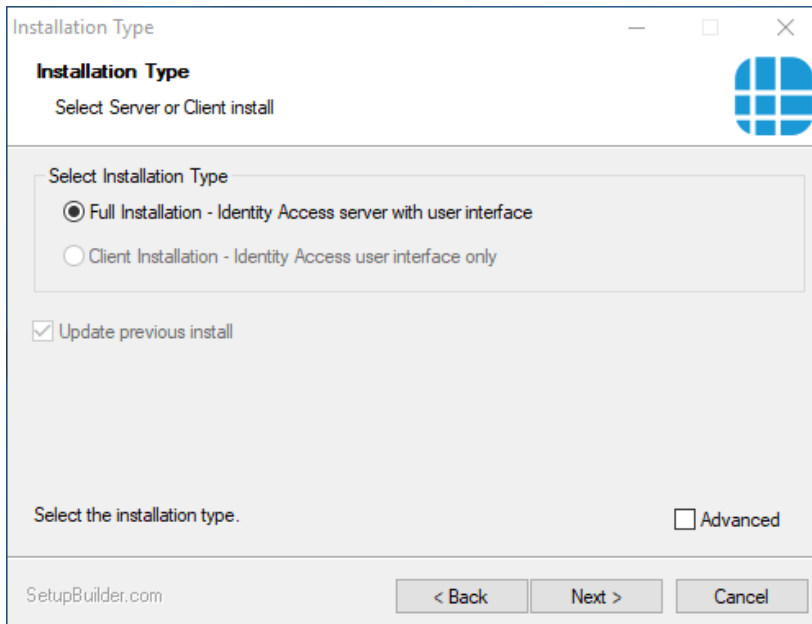 Installation Type
Installation Type
Select Server or Client install
Select Installation Type
Full Installation - Identity Access server with user interface
Client Installation - Identity Access user interface only
Update previous install
Select the installation type.
Advanced
SetupBuilder.com
< Back
Next >
Cancel